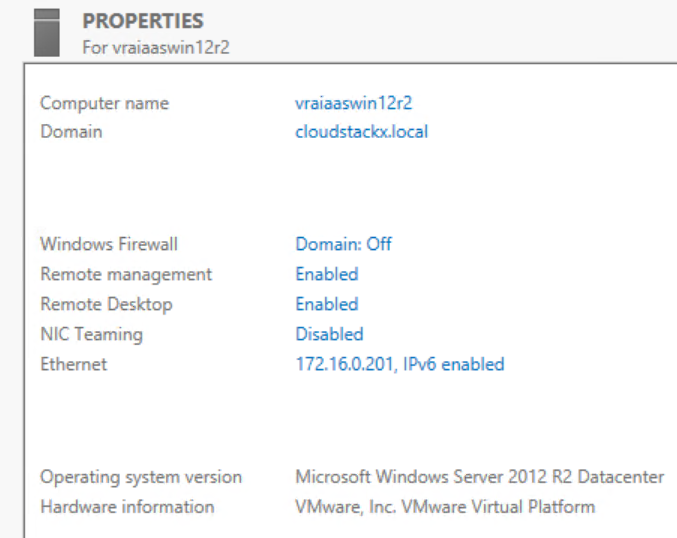 PROPERTIES
For vraiaaswin12r2
Computer name vraiaaswin12r2
Domain cloudstackx.local
Windows Firewall Domain: Off
Remote management Enabled
Remote Desktop Enabled
NIC Teaming Disabled
Ethernet 172.16.0.201, IPv6 enabled
Operating system version Microsoft Windows Server 2012 R2 Datacenter
Hardware information VMware, Inc. VMware Virtual Platform